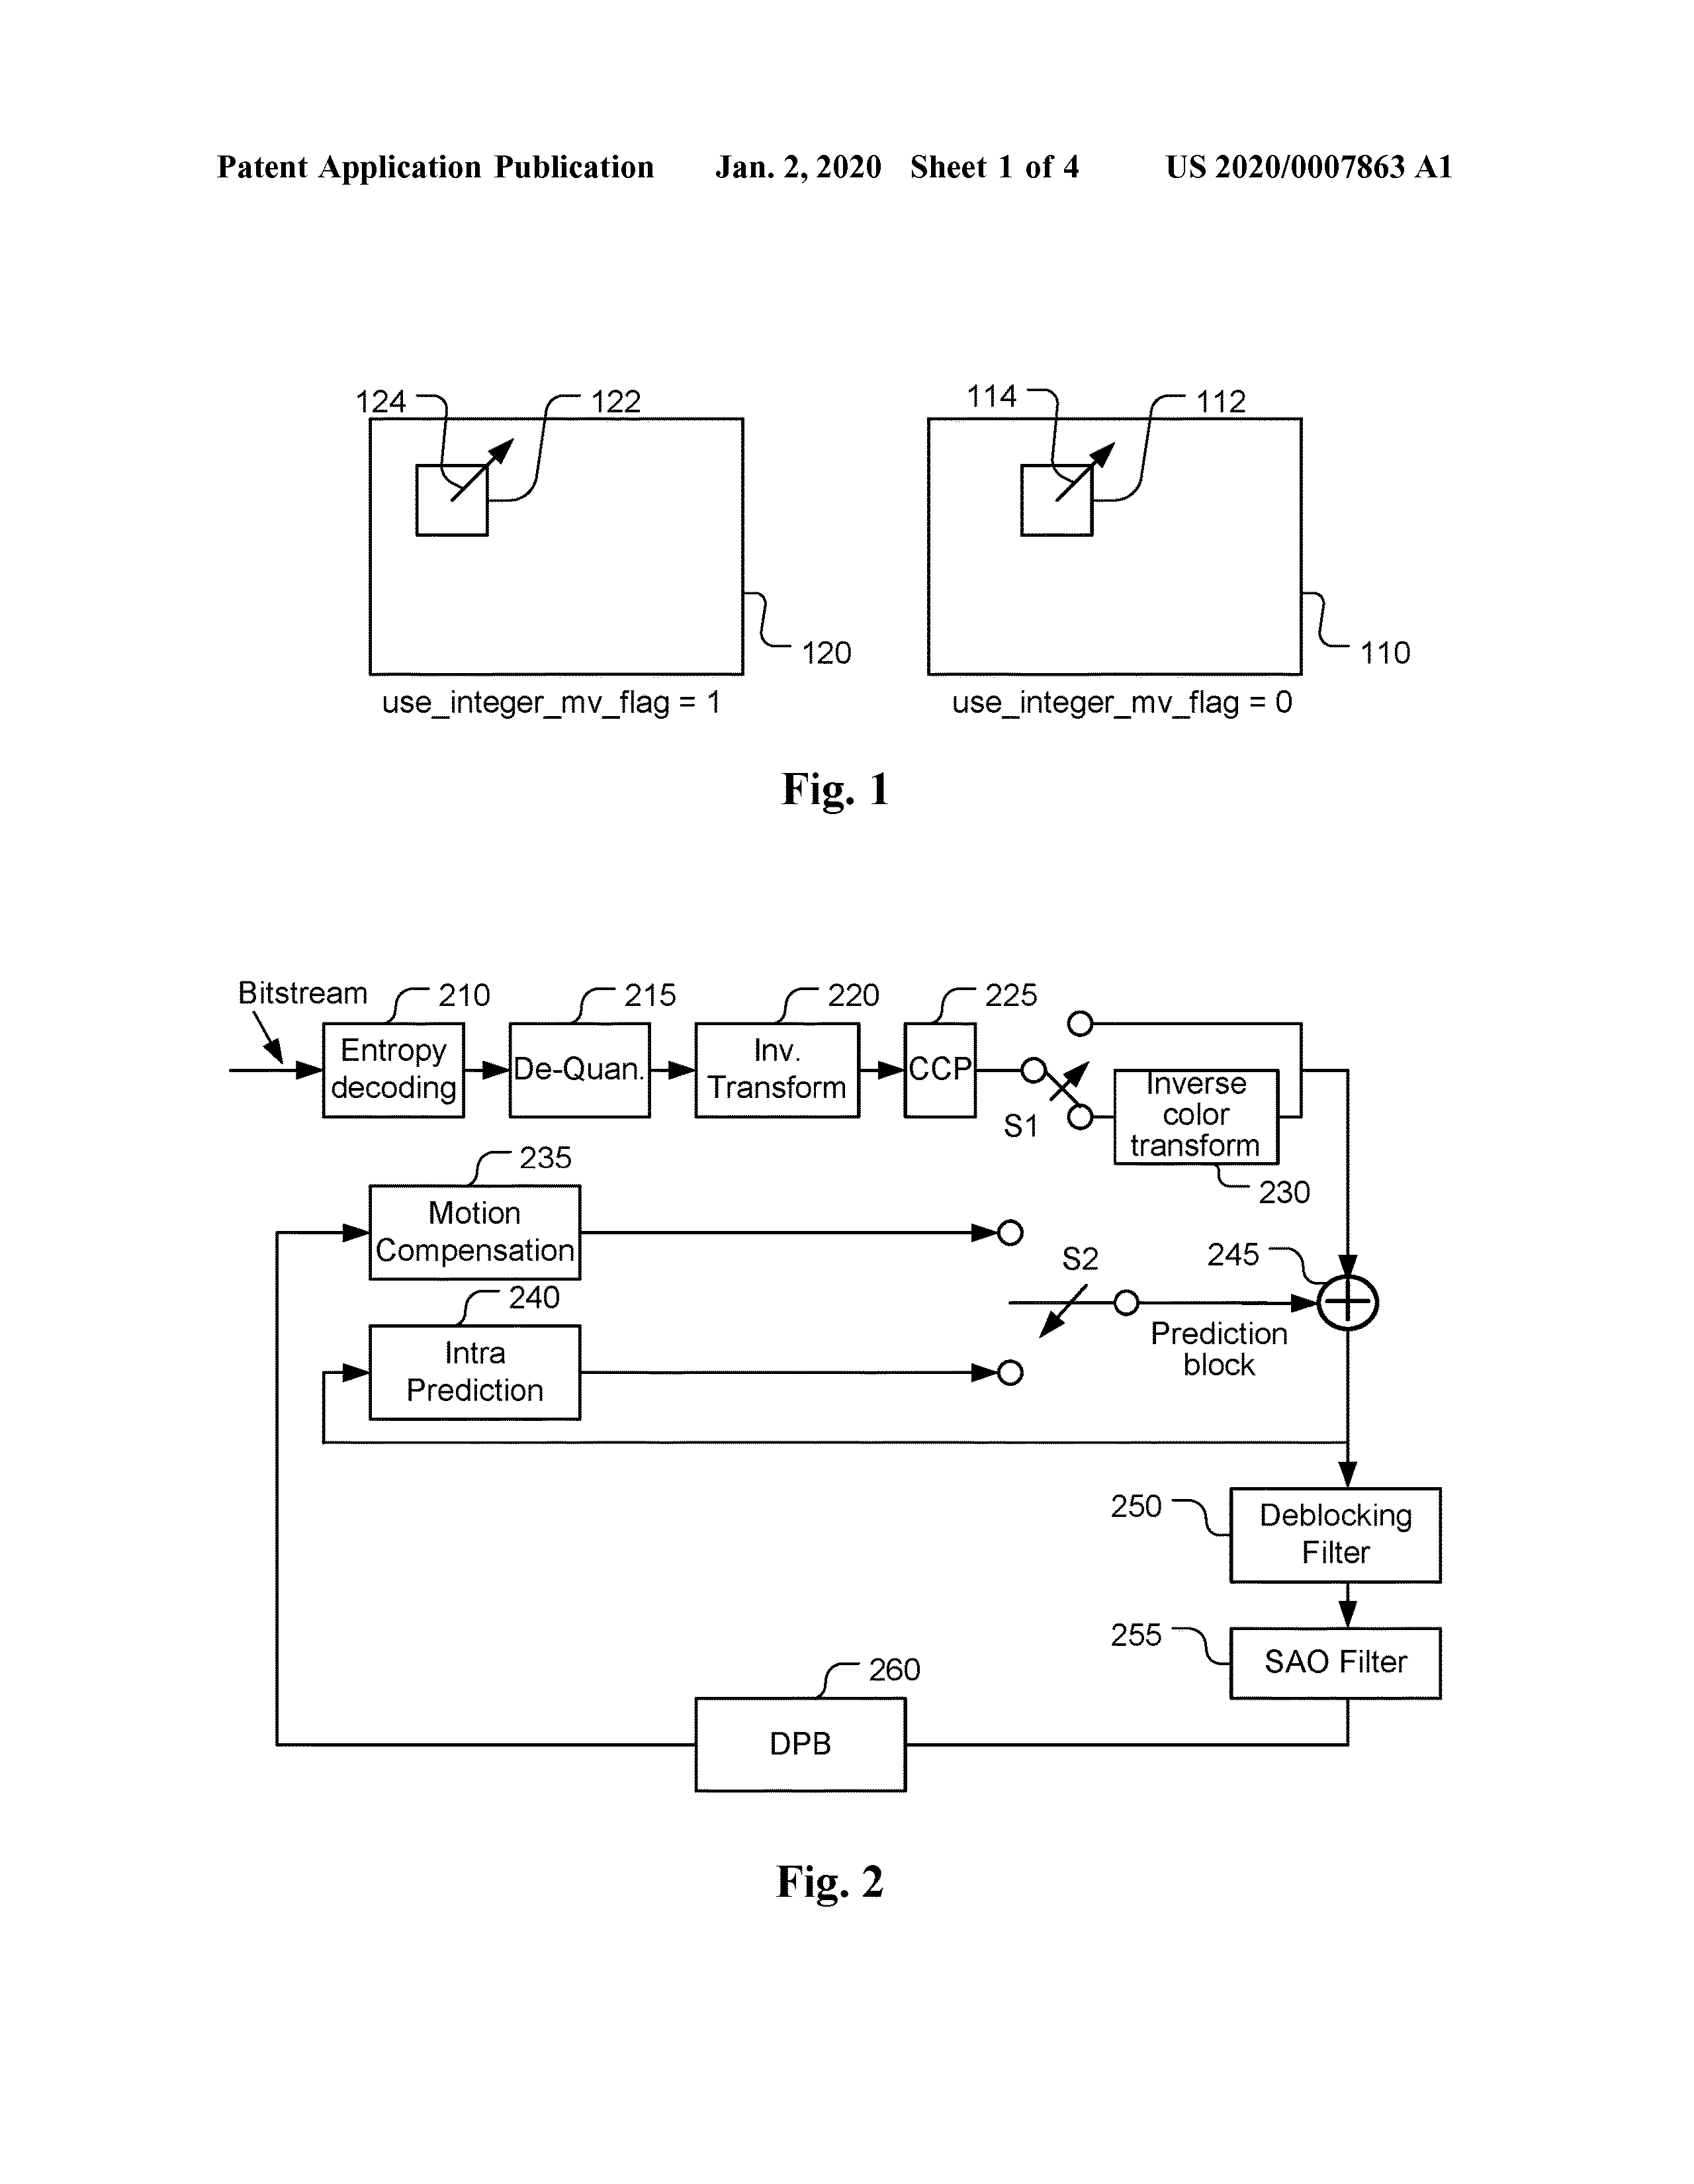 Patent Application Publication Jan. 2, 2020 Sheet 1 of 4 US 2020/0007863 A1
124 122 114 112
120 110
use_integer_mv_flag = 1 use_integer_mv_flag = 0
Fig. 1
Bitstream 210 215 220 225
Entropy
decoding
De-Quan.
Inv.
Transform
CCP
S1
Inverse
color
transform
230
235
Motion
Compensation
S2
245
240
Intra
Prediction
Prediction
block
250
Deblocking
Filter
255
SAO Filter
260
DPB
Fig. 2